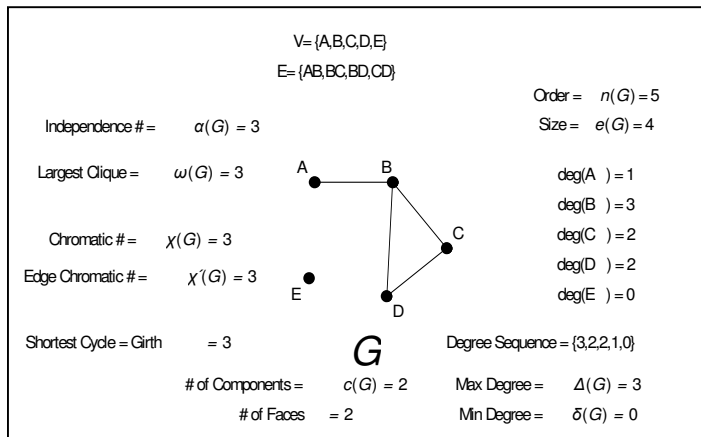 V= {A,B,C,D,E}
E= {AB,BC,BD,CD}
Order = n(G) = 5
Size = e(G) = 4
Independence # = α(G) = 3
Largest Clique = ω(G) = 3
Chromatic # = χ(G) = 3
Edge Chromatic # = χ´(G) = 3
Shortest Cycle = Girth = 3
A
B
C
D
E
G
deg(A ) = 1
deg(B ) = 3
deg(C ) = 2
deg(D ) = 2
deg(E ) = 0
Degree Sequence = {3,2,2,1,0}
# of Components = c(G) = 2
Max Degree = Δ(G) = 3
# of Faces = 2
Min Degree = δ(G) = 0